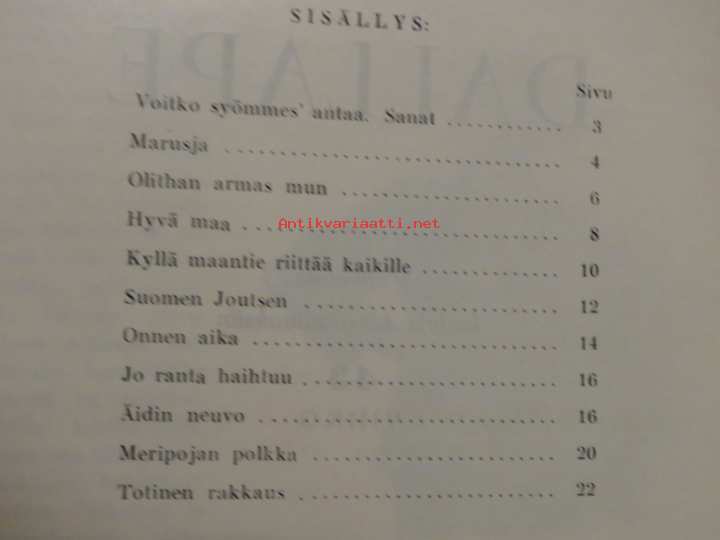 SISÄLLYS:
Sivu
Voitko syömmes' antaa. Sanat ............ 3
Marusja ............................ 4
Olithan armas mun .................. 6
Hyvä maa .......................... 8
Antikvariaatti.net
Kyllä maantie riittää kaikille ............ 10
Suomen Joutsen ...................... 12
Onnen aika .......................... 14
Jo ranta haihtuu ...................... 16
Äidin neuvo .......................... 16
Meripojan polkka .................... 20
Totinen rakkaus ...................... 22
DALLAPE